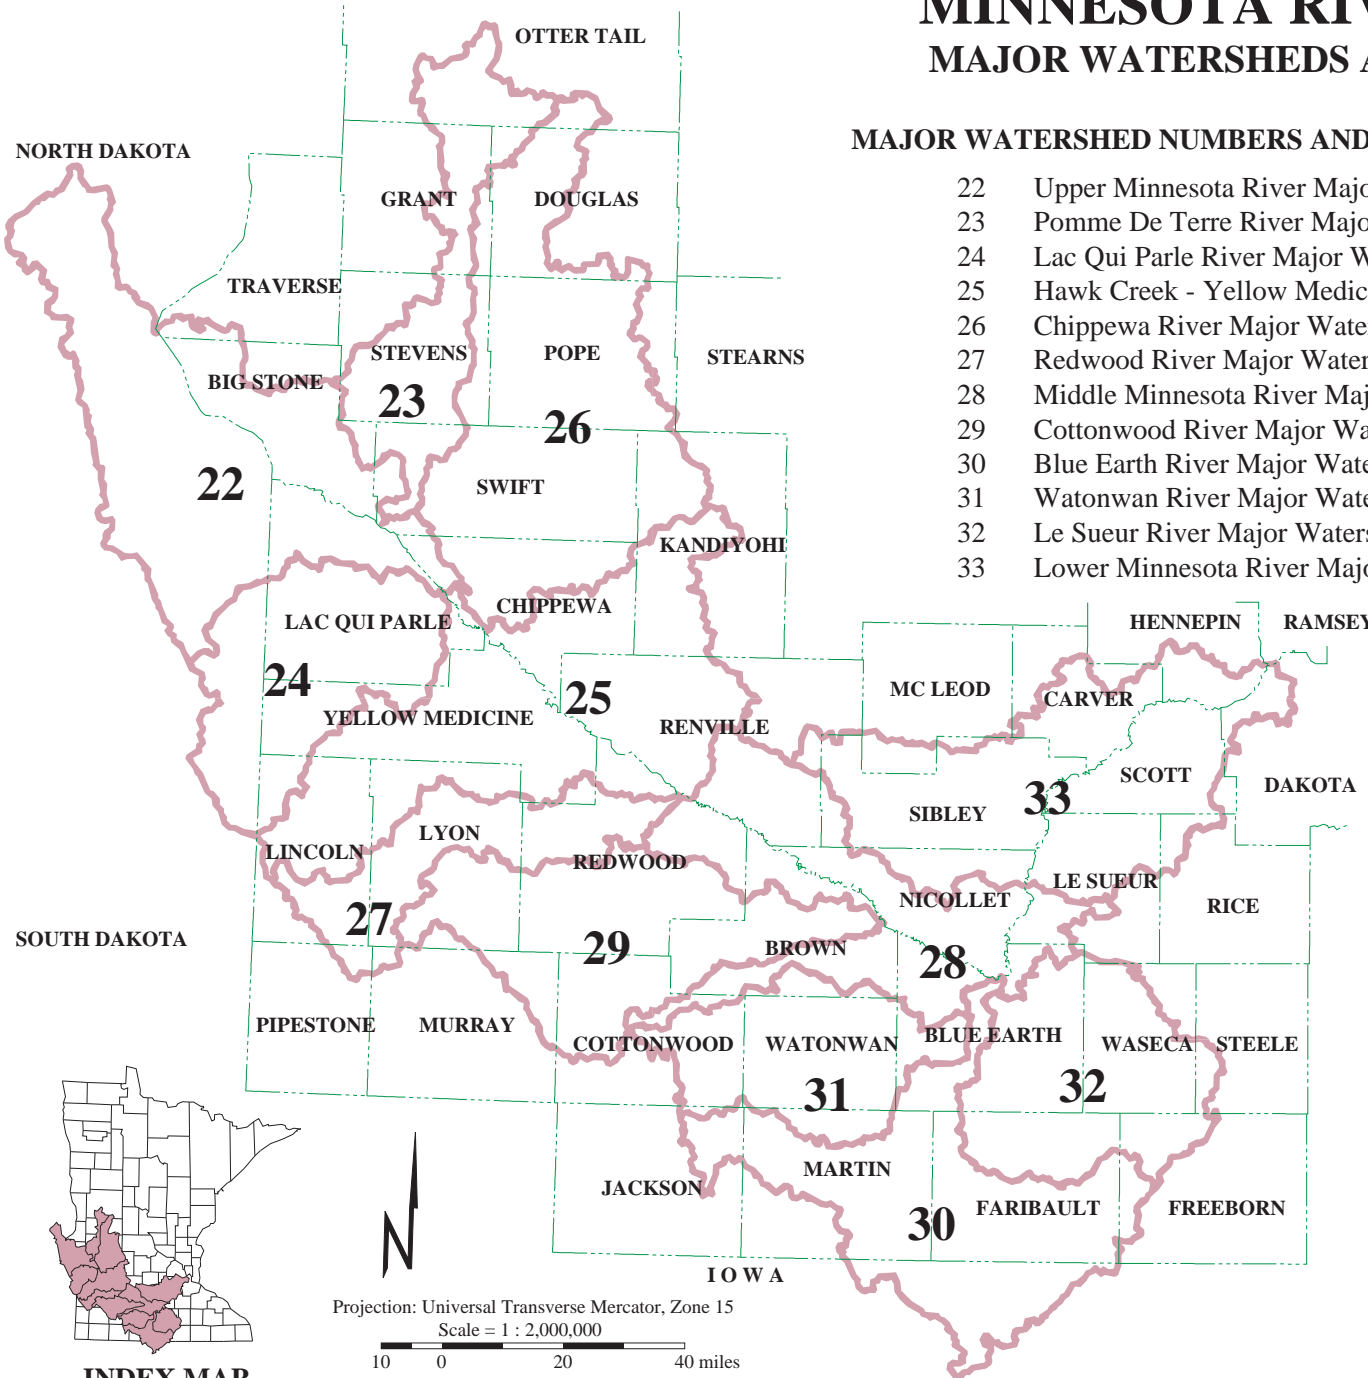 MINNESOTA RIV
MAJOR WATERSHEDS A
MAJOR WATERSHED NUMBERS AND
22 Upper Minnesota River Majo
23 Pomme De Terre River Majo
24 Lac Qui Parle River Major W
25 Hawk Creek - Yellow Medic
26 Chippewa River Major Wate
27 Redwood River Major Water
28 Middle Minnesota River Maj
29 Cottonwood River Major Wa
30 Blue Earth River Major Wate
31 Watonwan River Major Wate
32 Le Sueur River Major Waters
33 Lower Minnesota River Majo
OTTER TAIL
NORTH DAKOTA
GRANT
DOUGLAS
TRAVERSE
STEVENS
POPE
STEARNS
BIG STONE
23
26
22
SWIFT
KANDIYOHI
CHIPPEWA
LAC QUI PARLE
HENNEPIN
RAMSEY
24
25
MC LEOD
CARVER
YELLOW MEDICINE
RENVILLE
SCOTT
DAKOTA
33
SIBLEY
LYON
LINCOLN
REDWOOD
LE SUEUR
NICOLLET
RICE
27
SOUTH DAKOTA
29
BROWN
28
PIPESTONE
MURRAY
COTTONWOOD
WATONWAN
BLUE EARTH
WASECA
STEELE
31
32
MARTIN
JACKSON
FARIBAULT
FREEBORN
30
IOWA
N
Projection: Universal Transverse Mercator, Zone 15
Scale = 1 : 2,000,000
10 0 20 40 miles
INDEX MAP